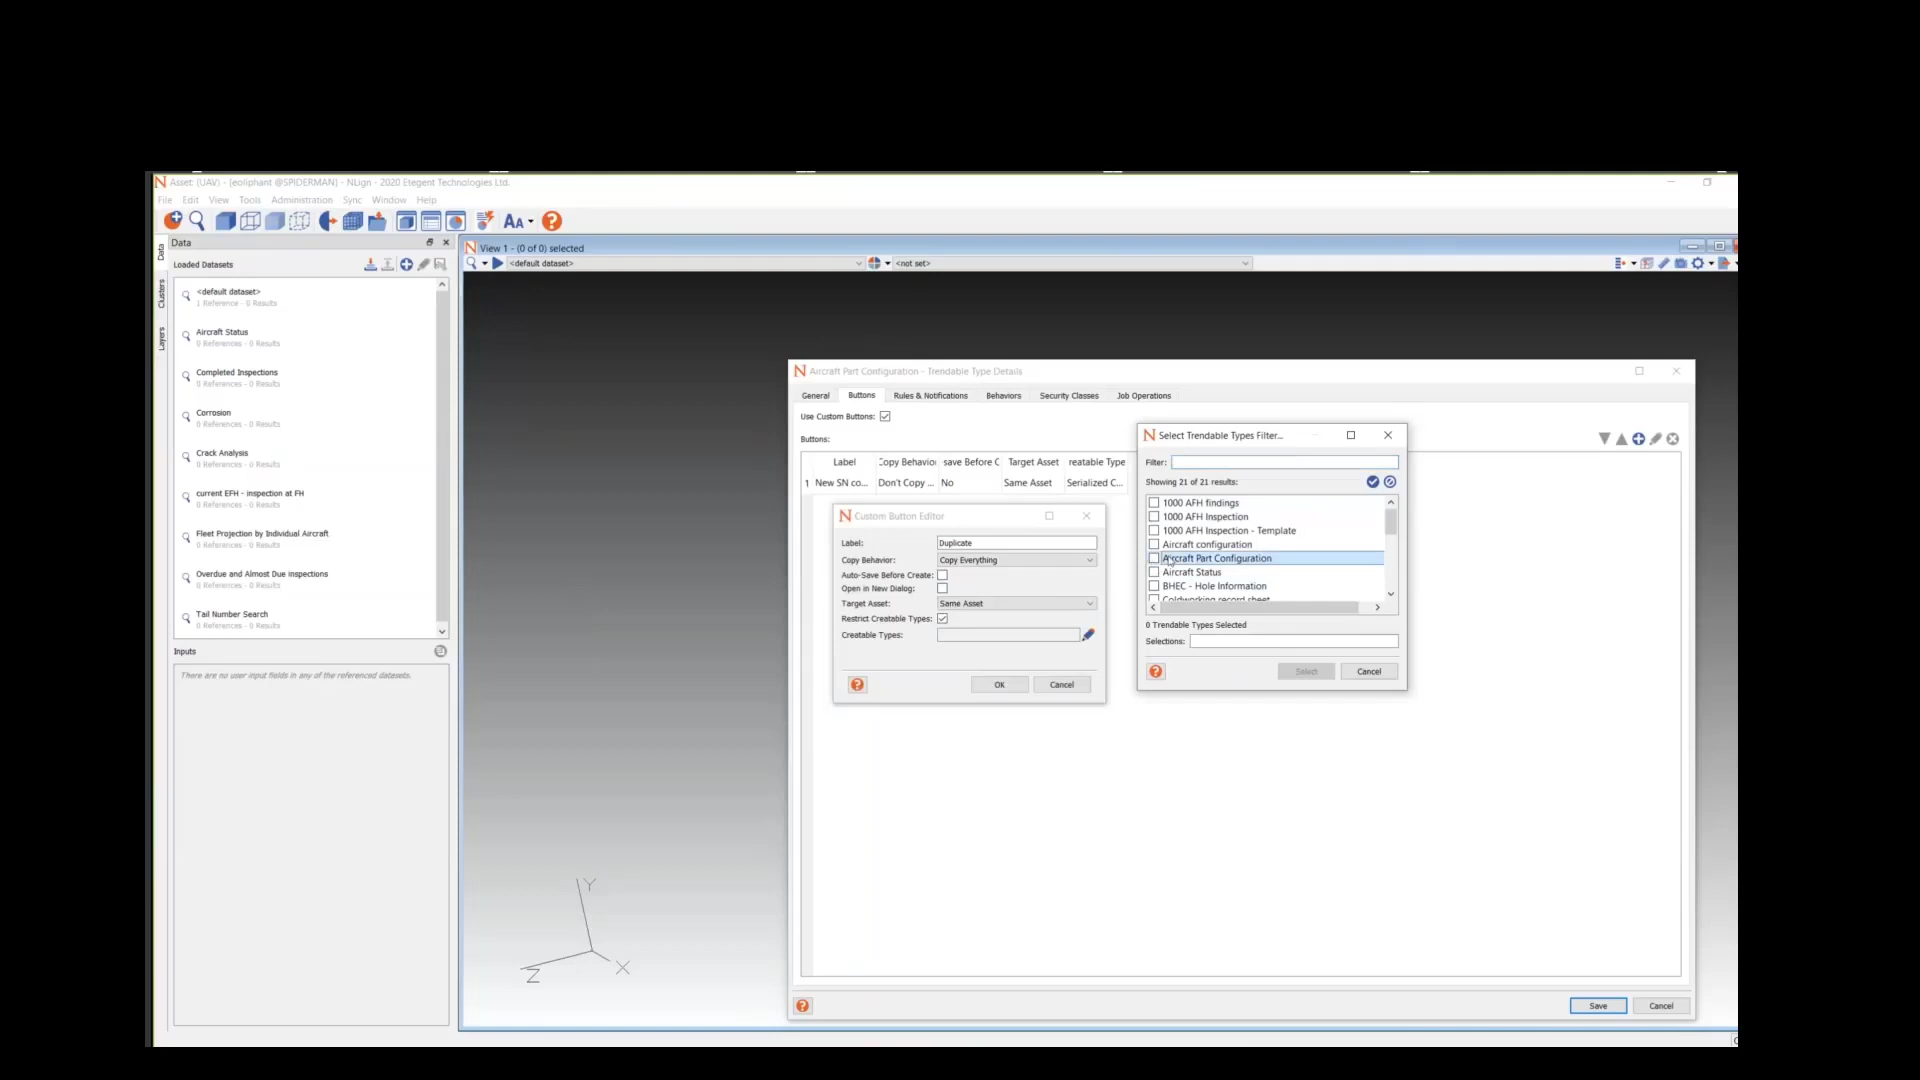 Asset: (UAV) - [eoliphant @SPIDERMAN] - NLign - 2020 Etegent Technologies Ltd.
File Edit View Tools Administration Sync Window Help
AA
Data
Clusters
Layers
Data
Loaded Datasets
<default dataset>
1 Reference - 0 Results
Aircraft Status
0 References - 0 Results
Completed Inspections
0 References - 0 Results
Corrosion
0 References - 0 Results
Crack Analysis
0 References - 0 Results
current EFH - inspection at FH
0 References - 0 Results
Fleet Projection by Individual Aircraft
0 References - 0 Results
Overdue and Almost Due inspections
0 References - 0 Results
Tail Number Search
0 References - 0 Results
Inputs
There are no user input fields in any of the referenced datasets.
View 1 - (0 of 0) selected
<default dataset> <not set>
Y
Z
X
Aircraft Part Configuration - Trendable Type Details
General Buttons Rules & Notifications Behaviors Security Classes Job Operations
Use Custom Buttons:
Buttons:
Label Copy Behavior save Before C Target Asset reatable Type
1 New SN co... Don't Copy ... No Same Asset Serialized C...
Custom Button Editor
Label: Duplicate
Copy Behavior: Copy Everything
Auto-Save Before Create:
Open in New Dialog:
Target Asset: Same Asset
Restrict Creatable Types:
Creatable Types:
OK Cancel
Select Trendable Types Filter...
Filter:
Showing 21 of 21 results:
1000 AFH findings
1000 AFH Inspection
1000 AFH Inspection - Template
Aircraft configuration
Aircraft Part Configuration
Aircraft Status
BHEC - Hole Information
Coldworking record sheet
0 Trendable Types Selected
Selections:
Select Cancel
Save Cancel